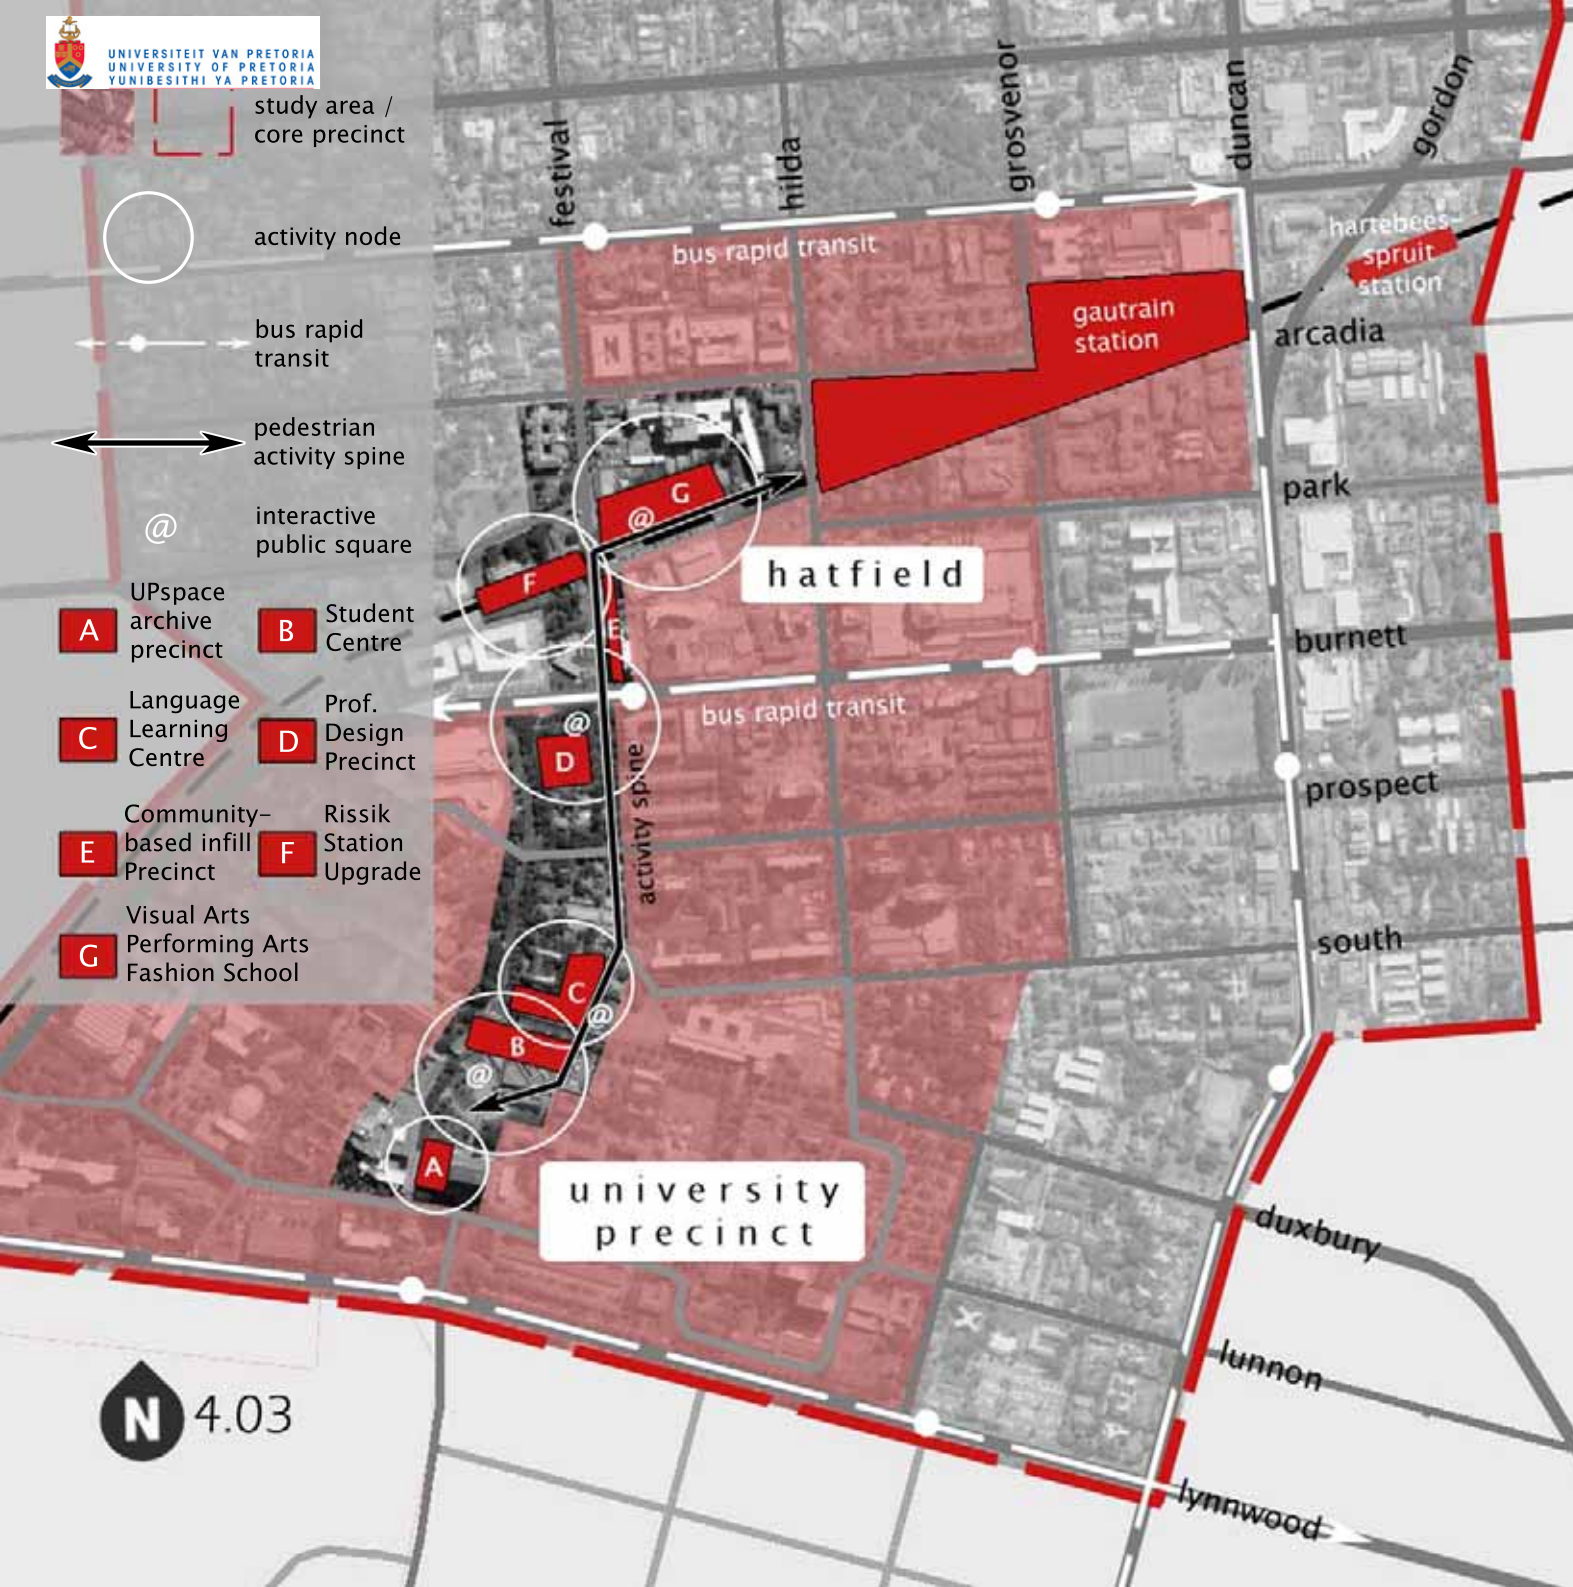 UNIVERSITEIT VAN PRETORIA
UNIVERSITY OF PRETORIA
YUNIBESITHI YA PRETORIA
study area /
core precinct
activity node
bus rapid
transit
pedestrian
activity spine
@
interactive
public square
A
UPspace
archive
precinct
B
Student
Centre
C
Language
Learning
Centre
D
Prof.
Design
Precinct
E
Community-
based infill
Precinct
F
Rissik
Station
Upgrade
G
Visual Arts
Performing Arts
Fashion School
festival
hilda
grosvenor
duncan
gordon
bus rapid transit
hartebees-
spruit
station
gautrain
station
arcadia
G
@
park
F
hatfield
E
burnett
bus rapid transit
@
D
activity spine
prospect
south
C
@
B
@
A
university
precinct
duxbury
lunnon
lynnwood
N
4.03